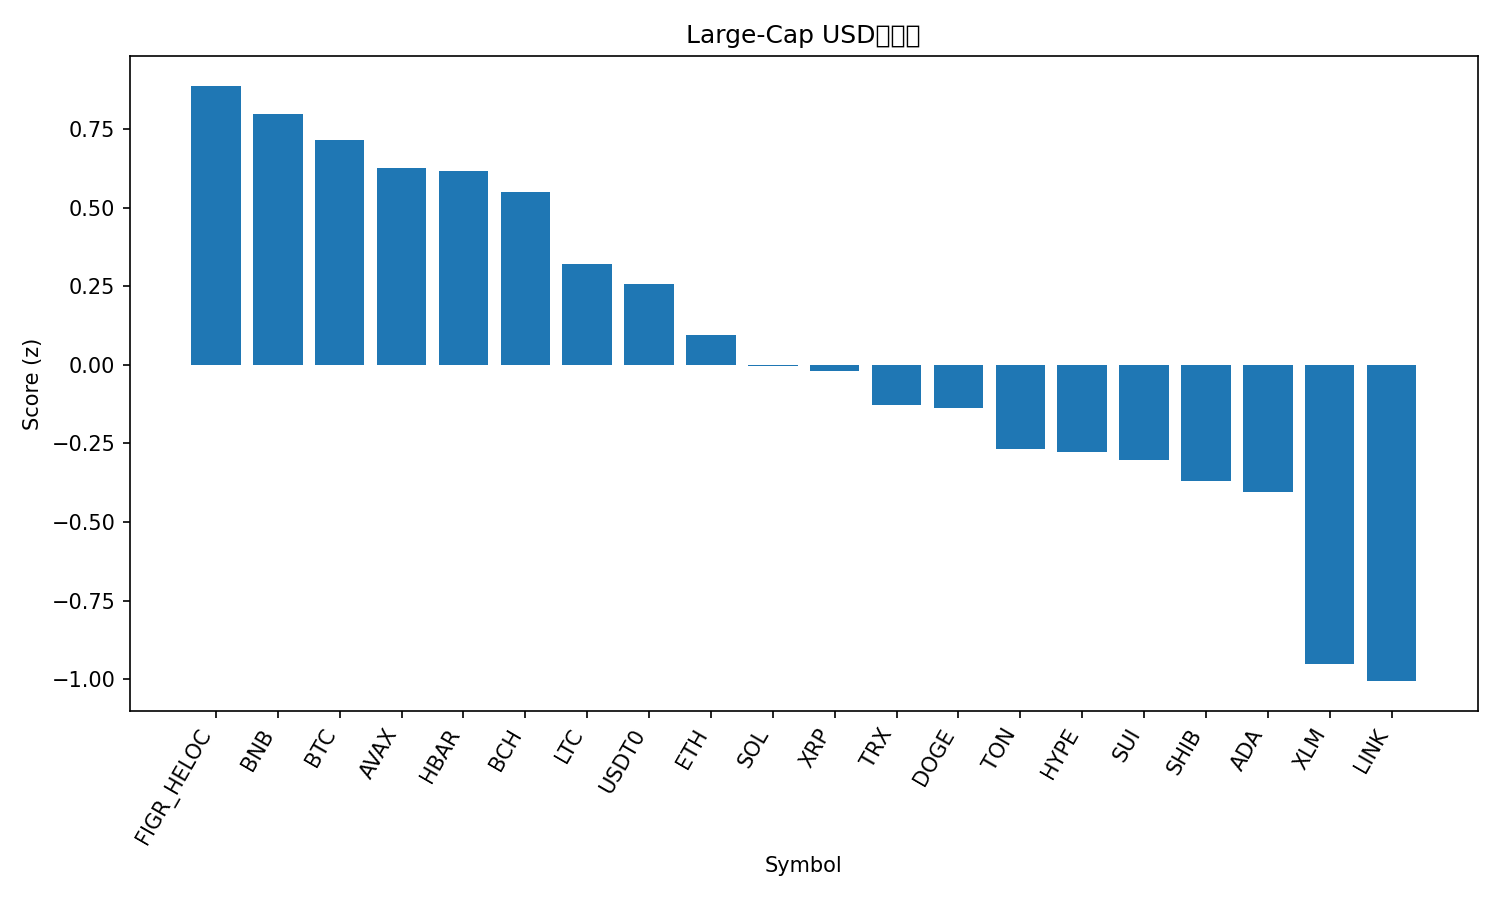 Large-Cap USD
Score (z)
0.75
0.50
0.25
0.00
−0.25
−0.50
−0.75
−1.00
FIGR_HELOC
BNB
BTC
AVAX
HBAR
BCH
LTC
USDT0
ETH
SOL
XRP
TRX
DOGE
TON
HYPE
SUI
SHIB
ADA
XLM
LINK
Symbol